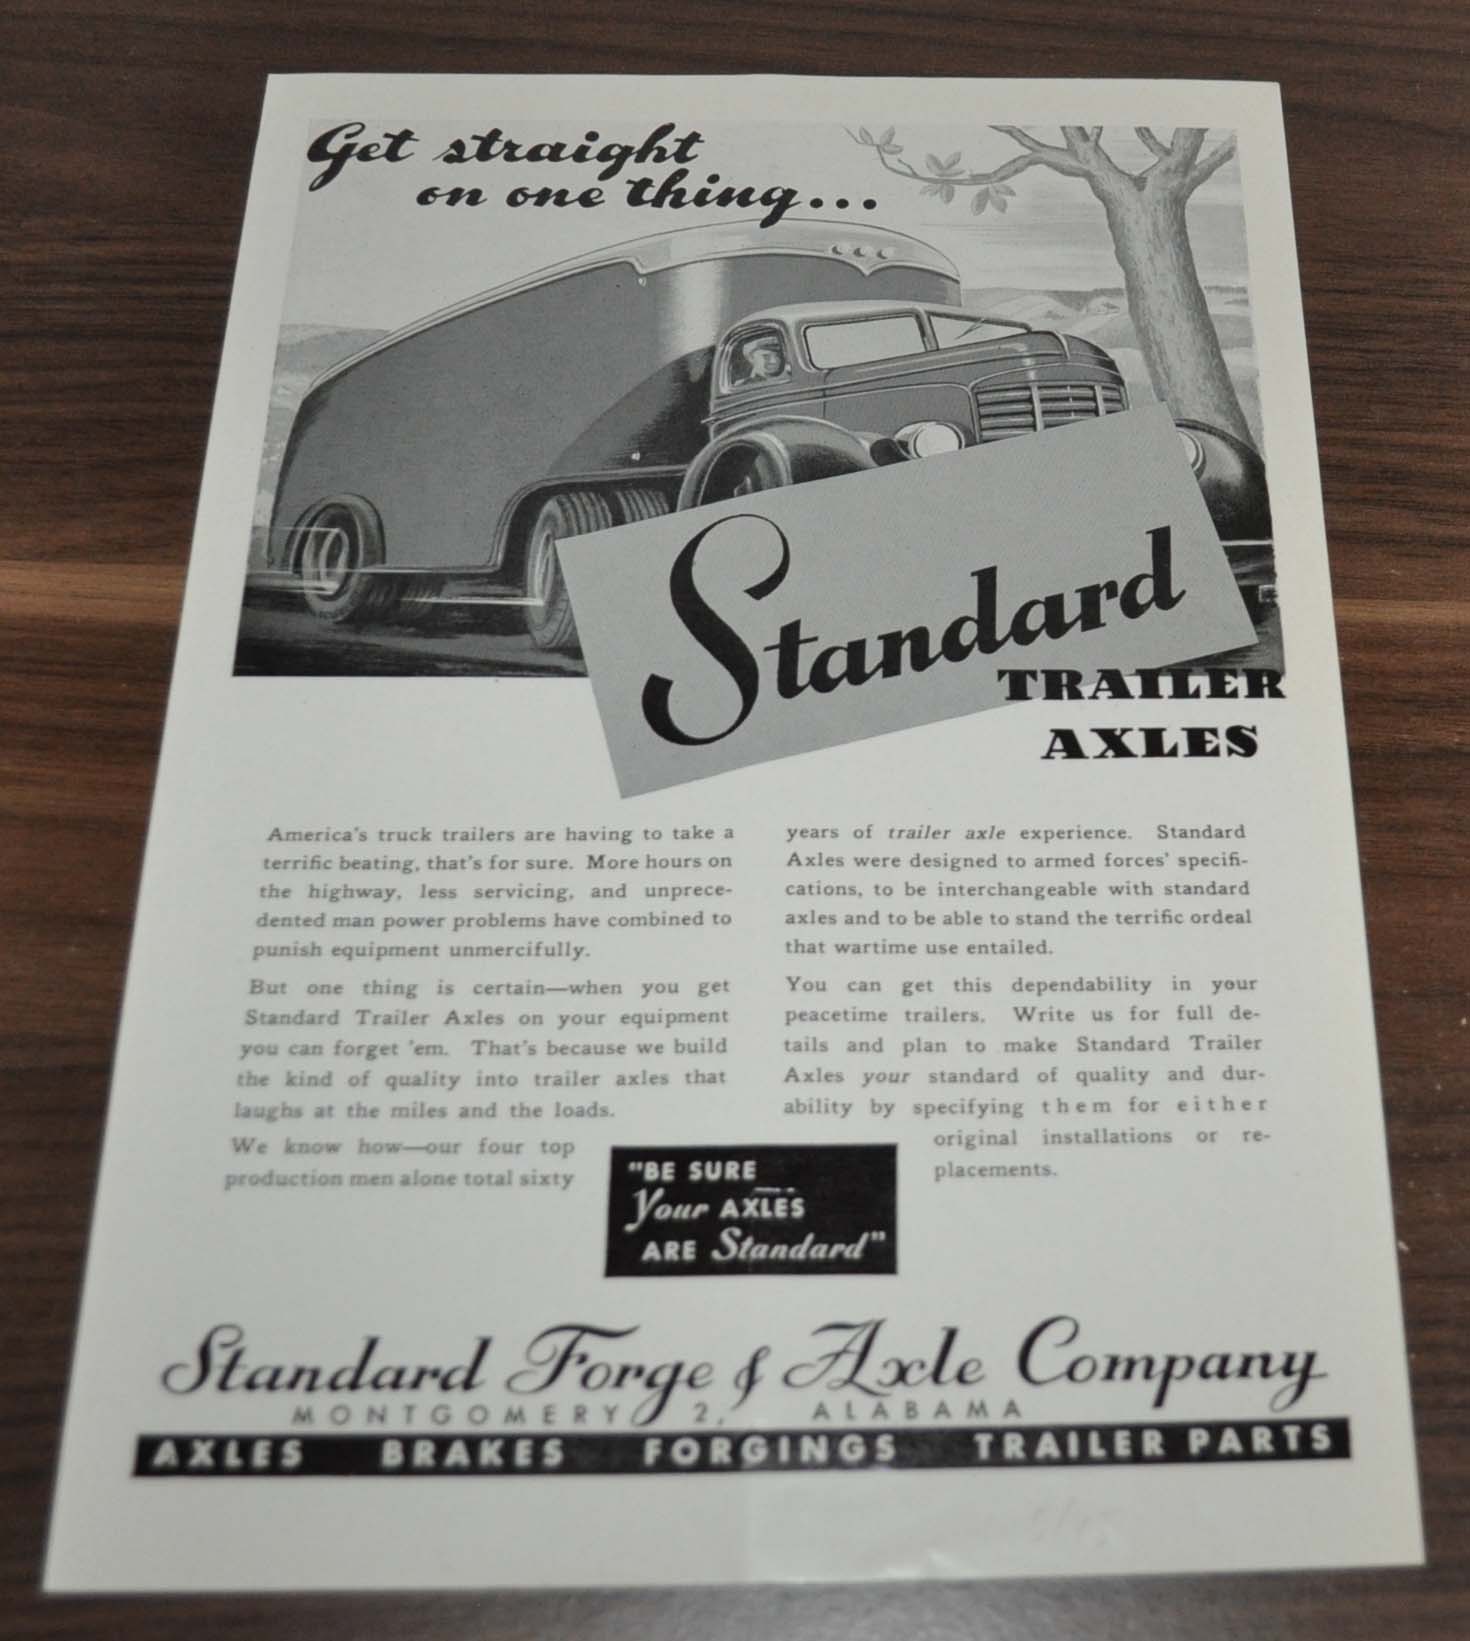 Get straight
on one thing...
Standard
TRAILER
AXLES
America's truck trailers are having to take a
terrific beating, that's for sure. More hours on
the highway, less servicing, and unprece-
dented man power problems have combined to
punish equipment unmercifully.
But one thing is certain—when you get
Standard Trailer Axles on your equipment
you can forget 'em. That's because we build
the kind of quality into trailer axles that
laughs at the miles and the loads.
We know how—our four top
production men alone total sixty
years of trailer axle experience. Standard
Axles were designed to armed forces' specifi-
cations, to be interchangeable with standard
axles and to be able to stand the terrific ordeal
that wartime use entailed.
You can get this dependability in your
peacetime trailers. Write us for full de-
tails and plan to make Standard Trailer
Axles your standard of quality and dur-
ability by specifying them for either
original installations or re-
placements.
"BE SURE
Your AXLES
ARE Standard"
Standard Forge & Axle Company
MONTGOMERY 2, ALABAMA
AXLES BRAKES FORGINGS TRAILER PARTS